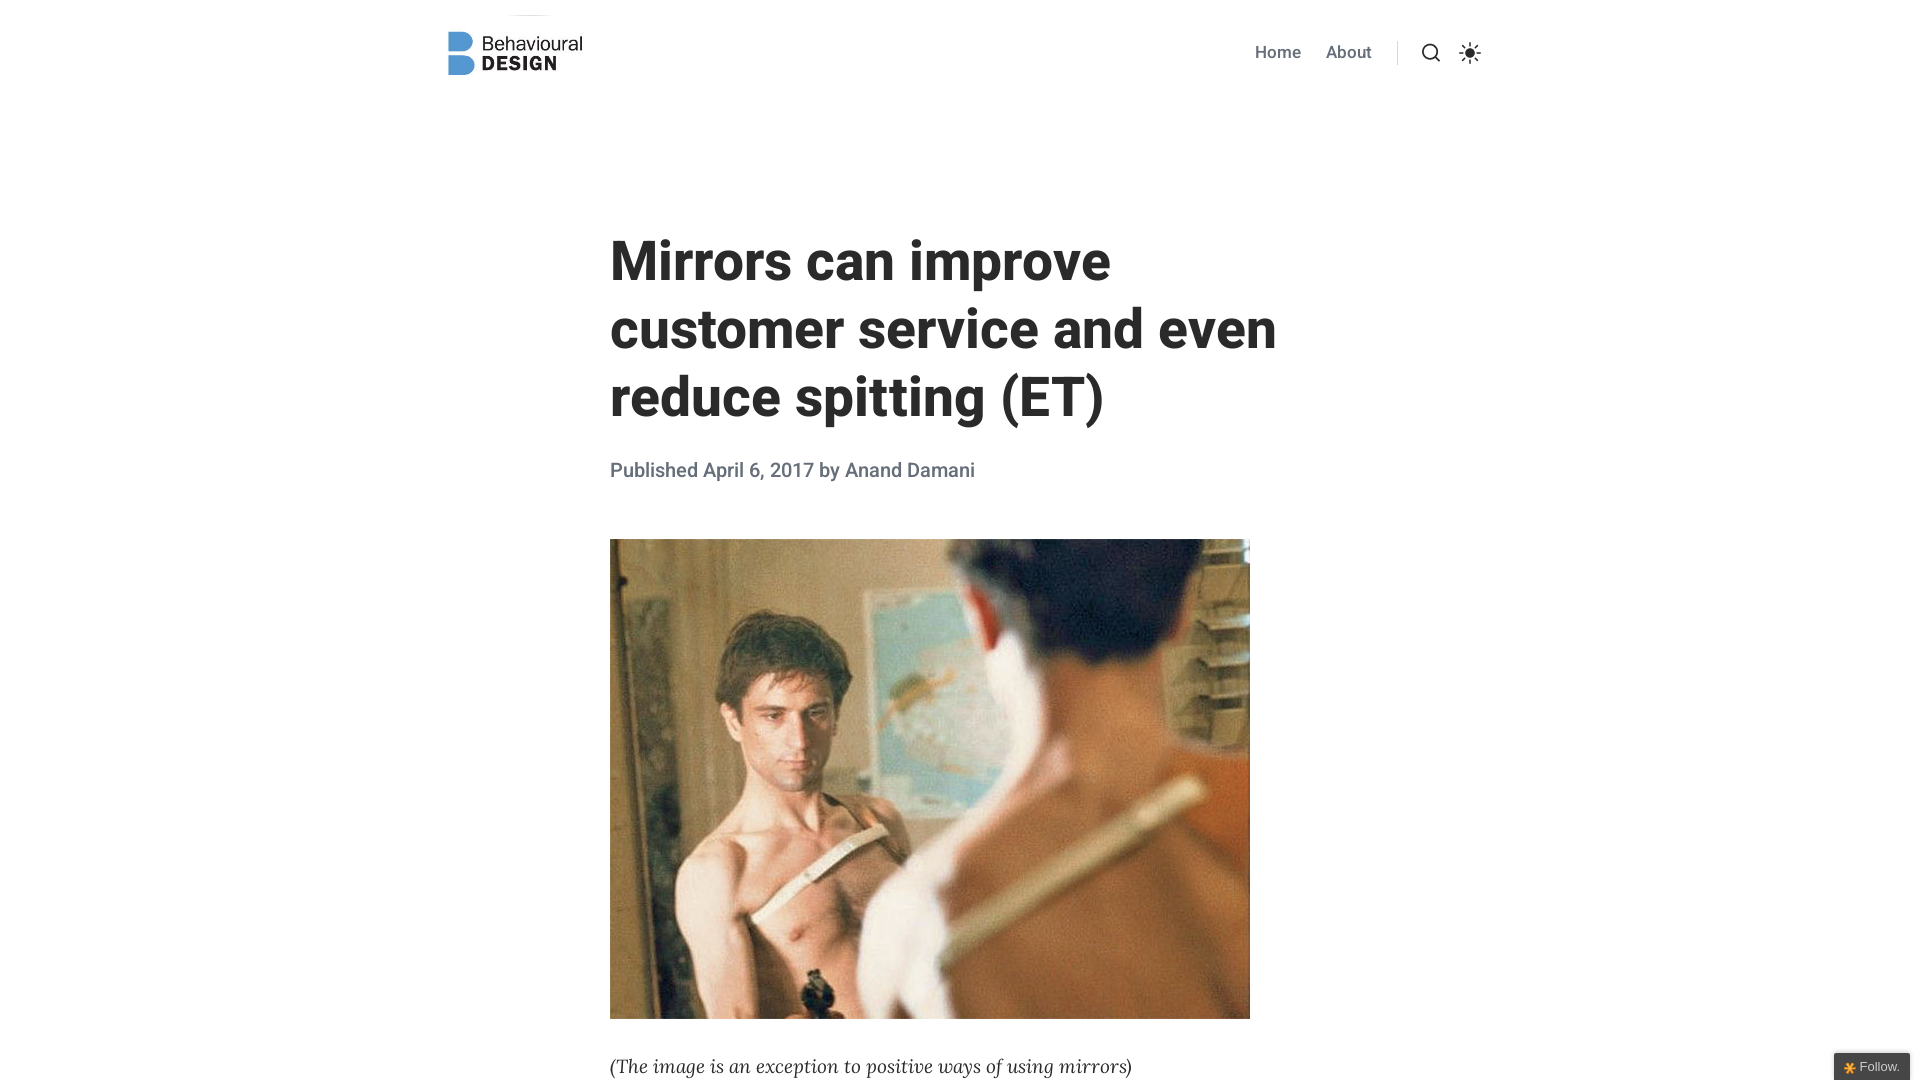 Behavioural
DESIGN
Home
About
Mirrors can improve
customer service and even
reduce spitting (ET)
Published April 6, 2017 by Anand Damani
(The image is an exception to positive ways of using mirrors)
Follow.